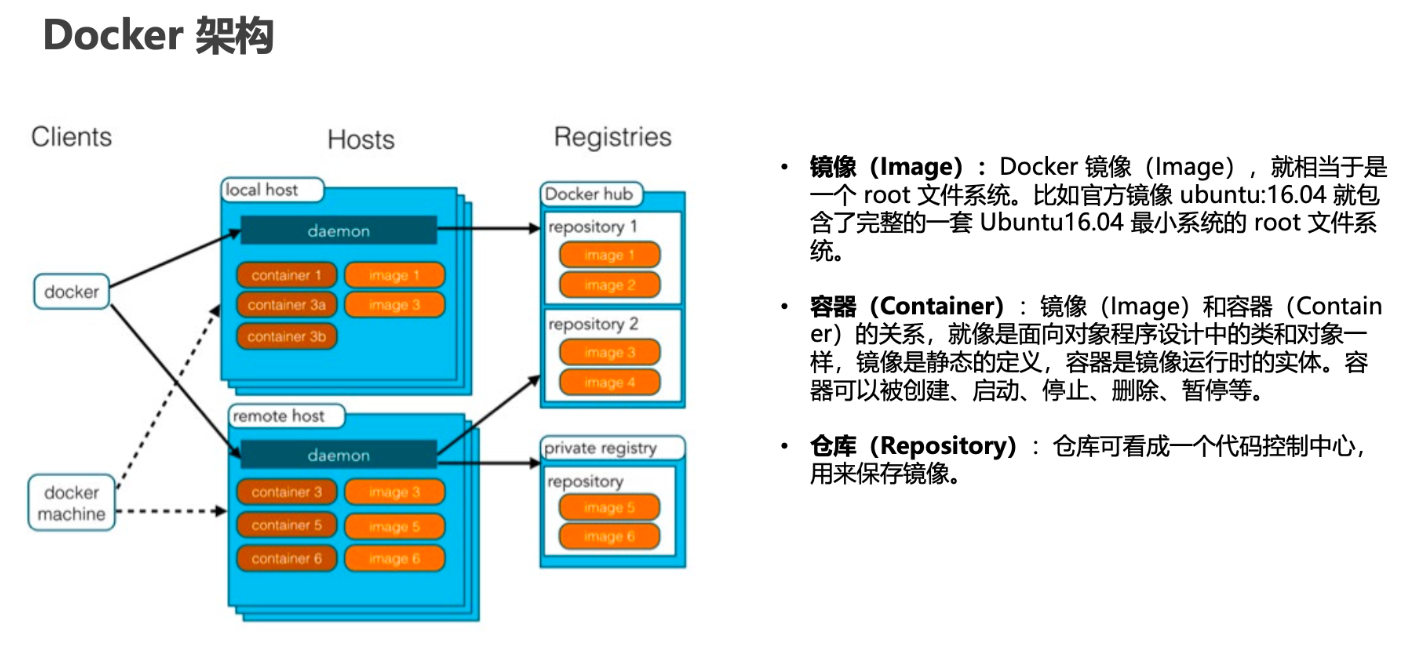 Docker 架构
Clients
Hosts
Registries
local host
daemon
container 1
image 1
container 3a
image 3
container 3b
docker
remote host
daemon
container 3
image 3
container 5
image 5
container 6
image 6
docker
machine
Docker hub
repository 1
image 1
image 2
repository 2
image 3
image 4
private registry
repository
image 5
image 6
• 镜像（Image）：Docker 镜像（Image），就相当于是
一个 root 文件系统。比如官方镜像 ubuntu:16.04 就包
含了完整的一套 Ubuntu16.04 最小系统的 root 文件系
统。
• 容器（Container）：镜像（Image）和容器（Contain
er）的关系，就像是面向对象程序设计中的类和对象一
样，镜像是静态的定义，容器是镜像运行时的实体。容
器可以被创建、启动、停止、删除、暂停等。
• 仓库（Repository）：仓库可看成一个代码控制中心，
用来保存镜像。